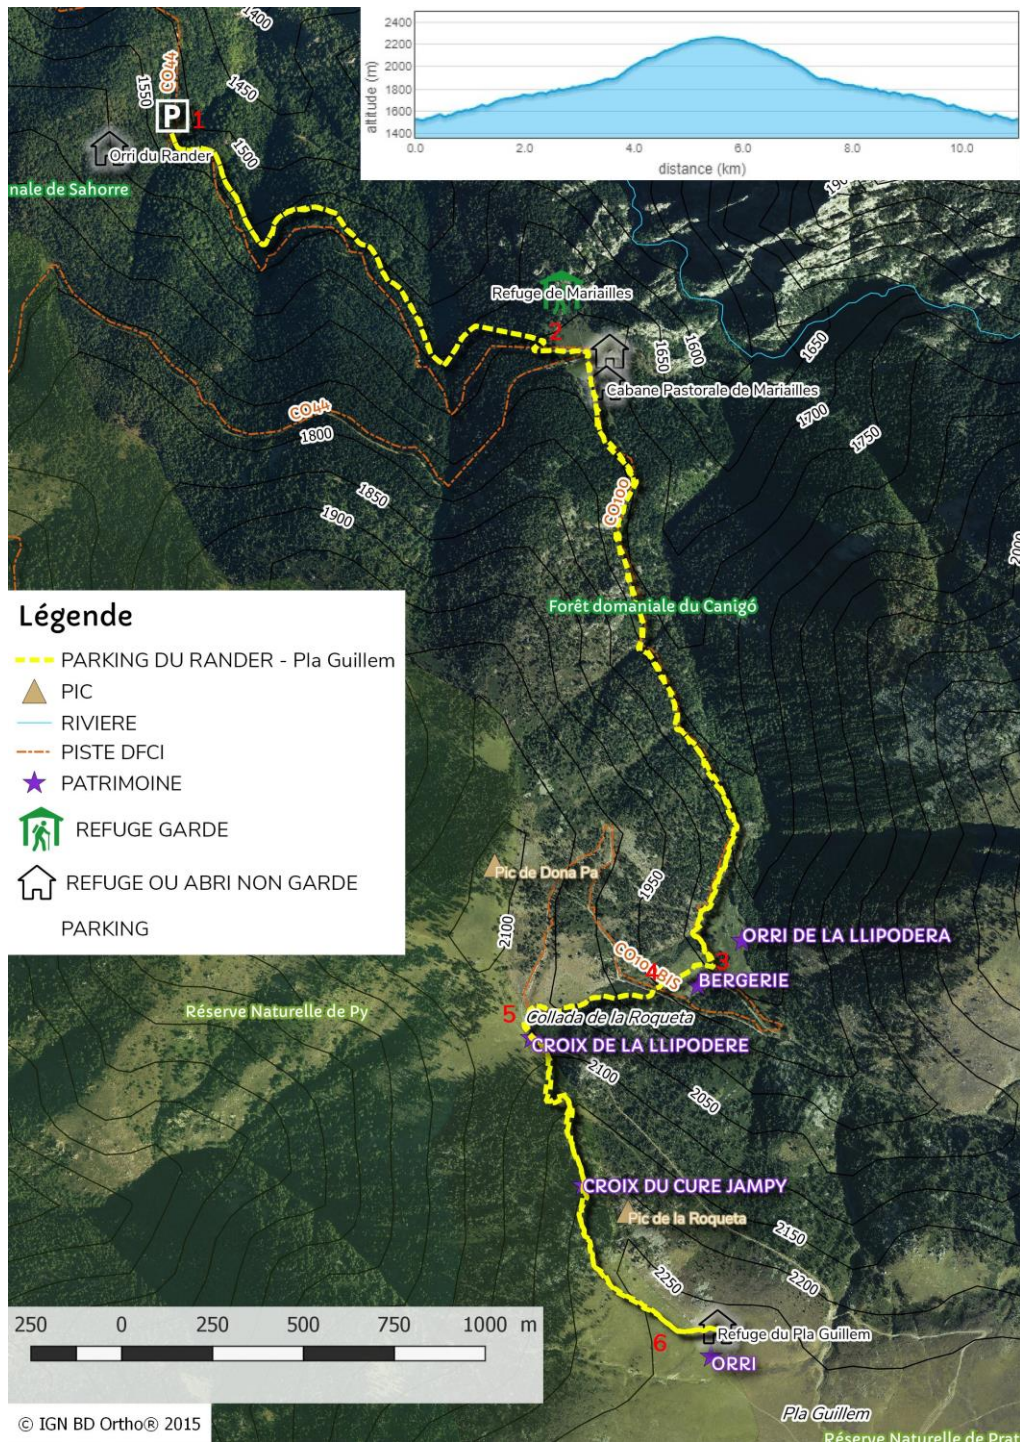 2400
2200
2000
1800
1600
1400
altitude (m)
0.0 2.0 4.0 6.0 8.0 10.0
distance (km)
1400
CO44
1550
1450
P 1
1500
Orri du Rander
nale de Sahorre
Refuge de Mariailles
2
1650
1600
1650
Cabane Pastorale de Mariailles
CO44
1800
1700
1750
1850
1900
CO100
Forêt domaniale du Canigó
Légende
PARKING DU RANDER - Pla Guillem
PIC
RIVIERE
PISTE DFCI
PATRIMOINE
REFUGE GARDE
REFUGE OU ABRI NON GARDE
PARKING
Pic de Dona Pa
1950
2100
ORRI DE LA LLIPODERA
3
CO100BIS
4
BERGERIE
Réserve Naturelle de Py
5
Collada de la Roqueta
CROIX DE LA LLIPODERE
2100
2050
CROIX DU CURE JAMPY
Pic de la Roqueta
2150
2200
2250
250 0 250 500 750 1000 m
6
Refuge du Pla Guillem
ORRI
Pla Guillem
© IGN BD Ortho® 2015
Réserve Naturelle de Prat